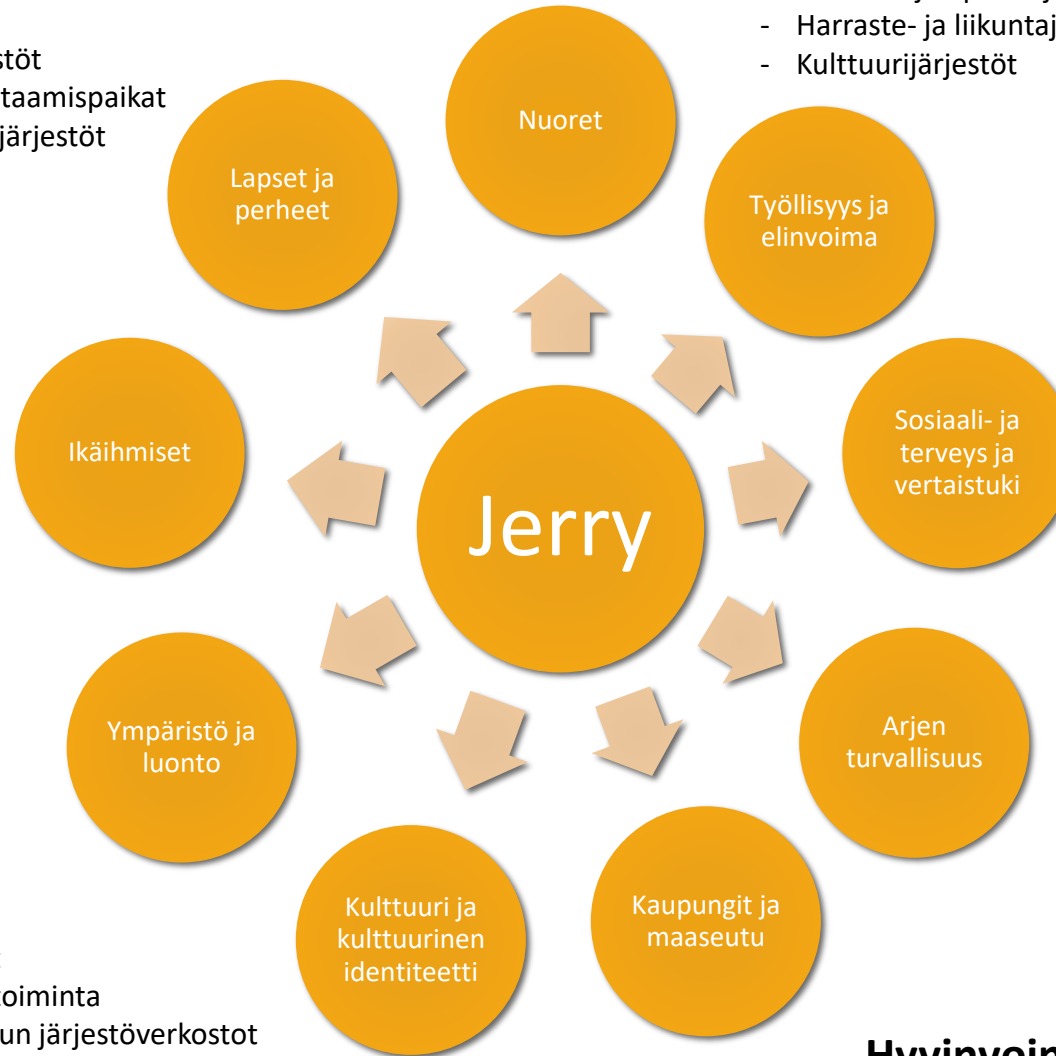 - Harraste- ja liikuntaj
- Kulttuurijärjestöt
stöt
taamispaikat
järjestöt
Nuoret
Lapset ja
perheet
Työllisyys ja
elinvoima
Ikäihmiset
Sosiaali- ja
terveys ja
vertaistuki
Jerry
Ympäristö ja
luonto
Arjen
turvallisuus
Kulttuuri ja
kulttuurinen
identiteetti
Kaupungit ja
maaseutu
toiminta
un järjestöverkostot